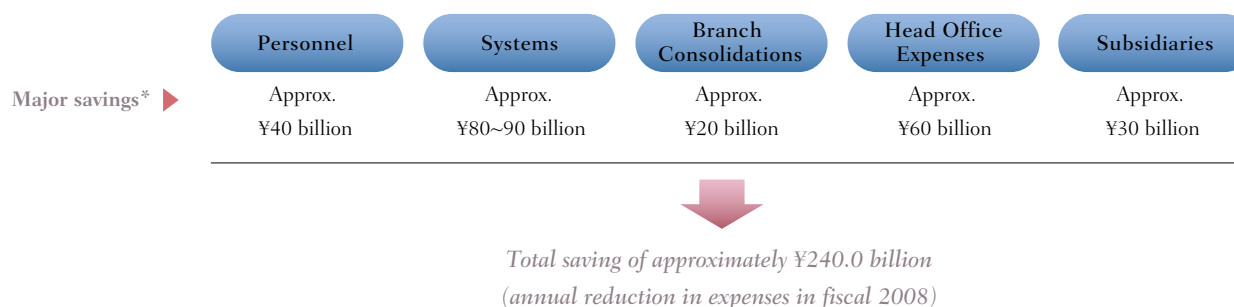 Personnel
Systems
Branch
Consolidations
Head Office
Expenses
Subsidiaries
Major savings*
Approx.
¥40 billion
Approx.
¥80~90 billion
Approx.
¥20 billion
Approx.
¥60 billion
Approx.
¥30 billion
Total saving of approximately ¥240.0 billion
(annual reduction in expenses in fiscal 2008)